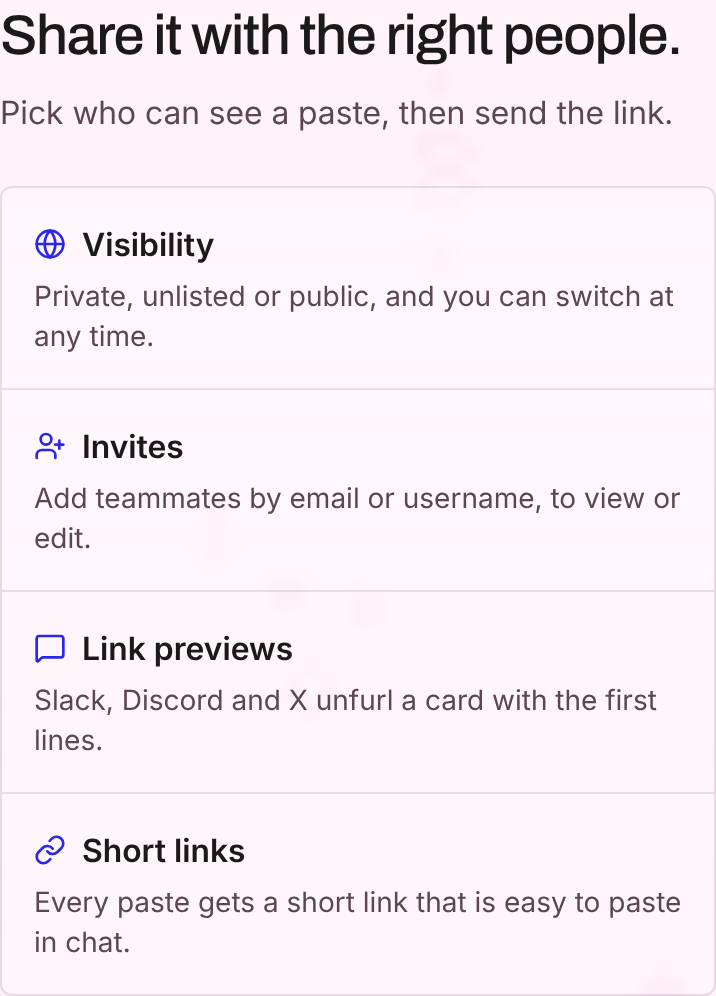 Share it with the right people.
Pick who can see a paste, then send the link.
Visibility
Private, unlisted or public, and you can switch at
any time.
Invites
Add teammates by email or username, to view or
edit.
Link previews
Slack, Discord and X unfurl a card with the first
lines.
Short links
Every paste gets a short link that is easy to paste
in chat.